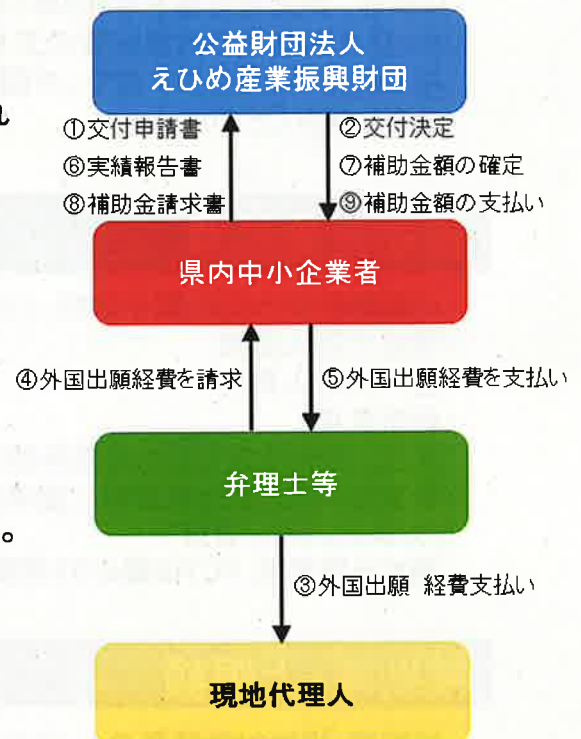 公益財団法人
えひめ産業振興財団
れ
①交付申請書
②交付決定
⑥実績報告書
⑦補助金額の確定
⑧補助金請求書
⑨補助金額の支払い
県内中小企業者
④外国出願経費を請求
⑤外国出願経費を支払い
弁理士等
。
③外国出願 経費支払い
現地代理人